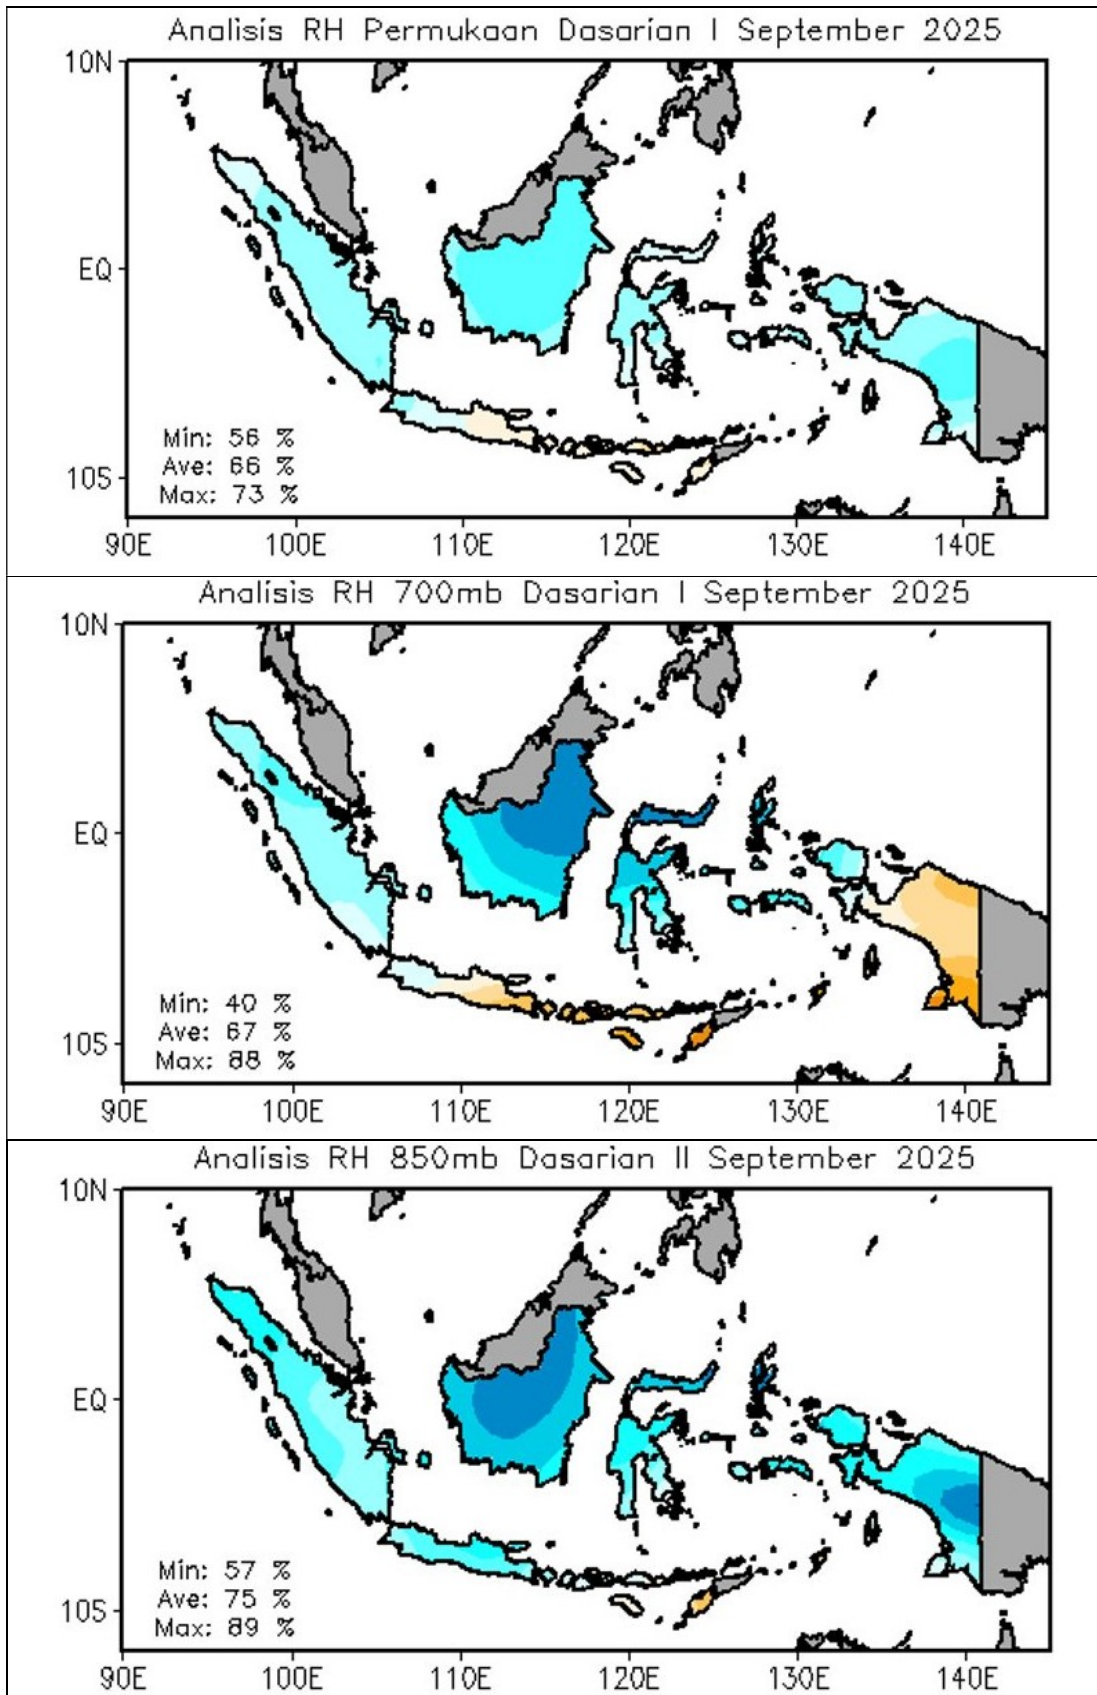 Analisis RH Permukaan Dasarian I September 2025
10N
EQ
10S
Min: 56 %
Ave: 66 %
Max: 73 %
90E 100E 110E 120E 130E 140E
Analisis RH 700mb Dasarian I September 2025
10N
EQ
10S
Min: 40 %
Ave: 67 %
Max: 88 %
90E 100E 110E 120E 130E 140E
Analisis RH 850mb Dasarian II September 2025
10N
EQ
10S
Min: 57 %
Ave: 75 %
Max: 89 %
90E 100E 110E 120E 130E 140E